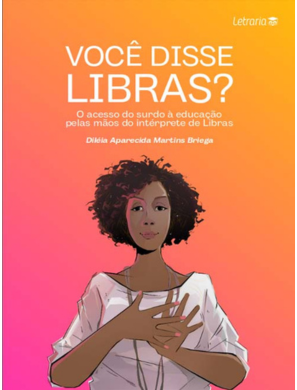 Letraria
VOCÊ DISSE
LIBRAS?
O acesso do surdo à educação
pelas mãos do intérprete de Libras
Diléia Aparecida Martins Briega